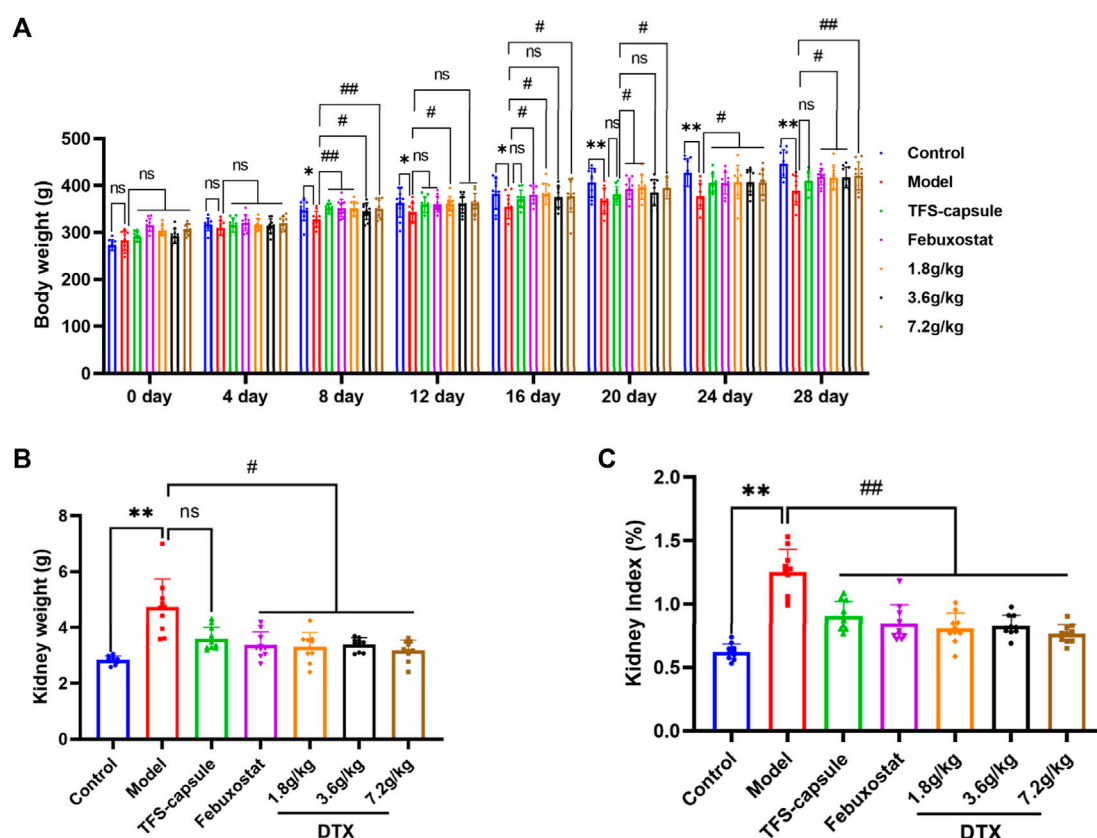 A
Body weight (g)
500
400
300
200
100
0
ns
ns
ns
ns
*
##
#
##
ns
*
ns
#
ns
*
ns
#
#
ns
#
**
ns
#
ns
#
**
#
**
ns
#
##
0 day
4 day
8 day
12 day
16 day
20 day
24 day
28 day
Control
Model
TFS-capsule
Febuxostat
1.8g/kg
3.6g/kg
7.2g/kg
B
Kidney weight (g)
8
6
4
2
0
**
ns
#
Control
Model
TFS-capsule
Febuxostat
1.8g/kg
3.6g/kg
7.2g/kg
DTX
C
Kidney Index (%)
2.0
1.5
1.0
0.5
0.0
**
##
Control
Model
TFS-capsule
Febuxostat
1.8g/kg
3.6g/kg
7.2g/kg
DTX